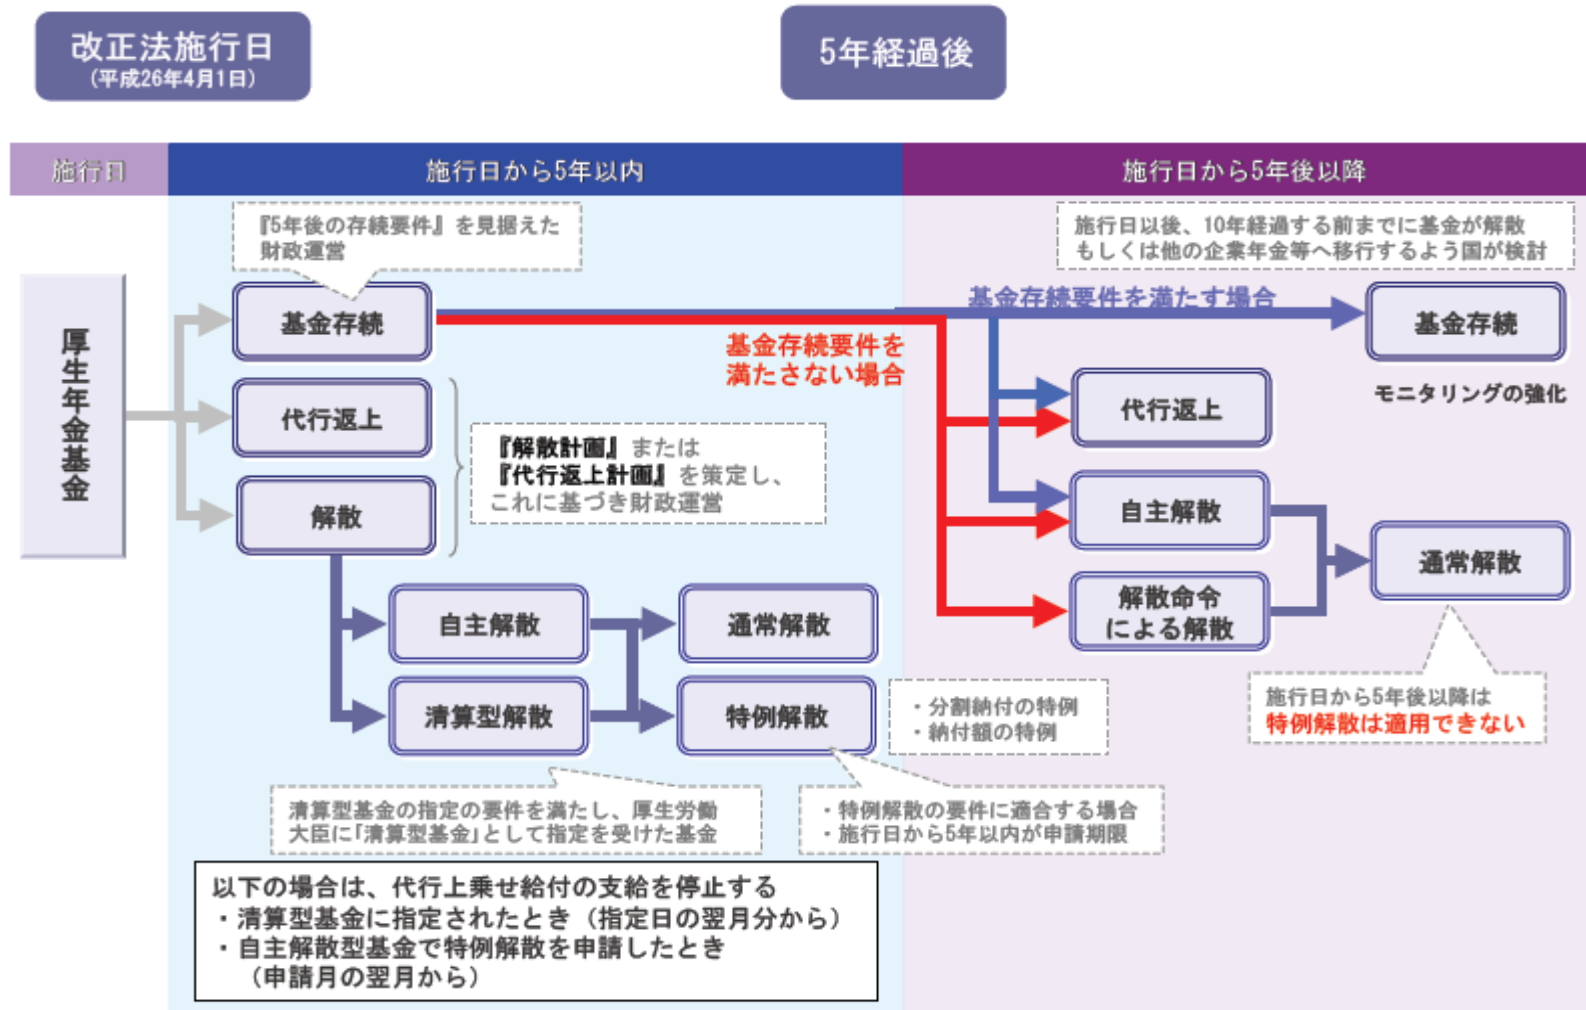 改正法施行日
(平成26年4月1日)
5年経過後
施行日
施行日から5年以内
施行日から5年後以降
『5年後の存続要件』を見据えた
財政運営
施行日以後、10年経過する前までに基金が解散
もしくは他の企業年金等へ移行するよう国が検討
厚生年金基金
基金存続
基金存続要件を満たす場合
基金存続
基金存続要件を
満たさない場合
モニタリングの強化
代行返上
代行返上
『解散計画』または
『代行返上計画』を策定し、
これに基づき財政運営
解散
自主解散
通常解散
自主解散
通常解散
解散命令
による解散
清算型解散
特例解散
・分割納付の特例
・納付額の特例
施行日から5年後以降は
特例解散は適用できない
清算型基金の指定の要件を満たし、厚生労働
大臣に「清算型基金」として指定を受けた基金
・特例解散の要件に適合する場合
・施行日から5年以内が申請期限
以下の場合は、代行上乗せ給付の支給を停止する
・清算型基金に指定されたとき（指定日の翌月分から）
・自主解散型基金で特例解散を申請したとき
（申請月の翌月から）